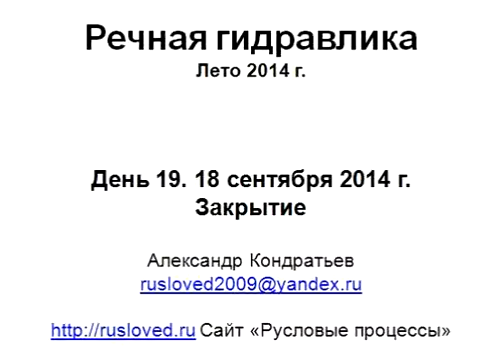 Речная гидравлика
Лето 2014 г.
День 19. 18 сентября 2014 г.
Закрытие
Александр Кондратьев
rusloved2009@yandex.ru
http://rusloved.ru Сайт «Русловые процессы»